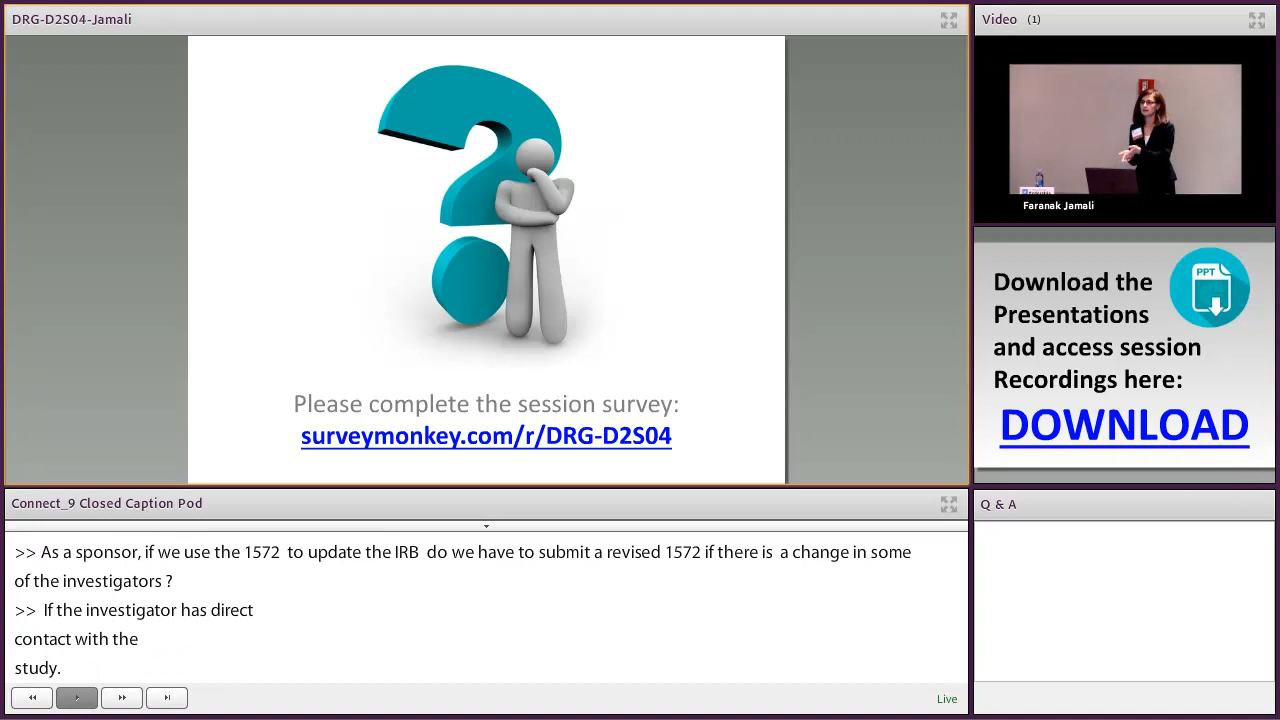 DRG-D2S04-Jamali
Please complete the session survey:
surveymonkey.com/r/DRG-D2S04
Video (1)
Faranak Jamali
PPT
Download the
Presentations
and access session
Recordings here:
DOWNLOAD
Connect_9 Closed Caption Pod
>> As a sponsor, if we use the 1572 to update the IRB do we have to submit a revised 1572 if there is a change in some
of the investigators ?
>> If the investigator has direct
contact with the
study.
Live
Q & A